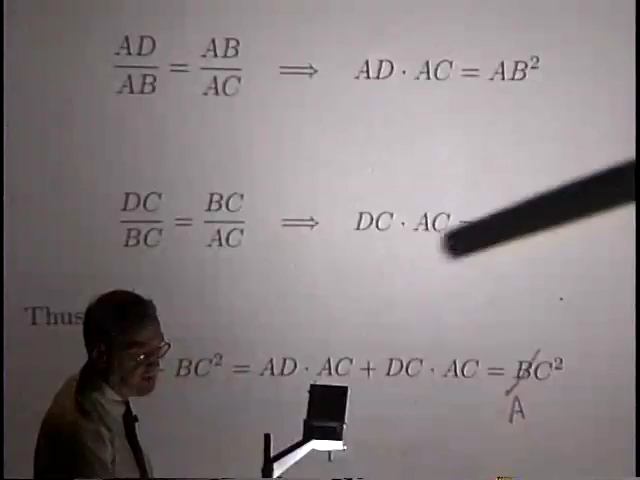 AD/AB = AB/AC ⟹ AD · AC = AB²
DC/BC = BC/AC ⟹ DC · AC
Thus
BC² = AD · AC + DC · AC = BC²
A